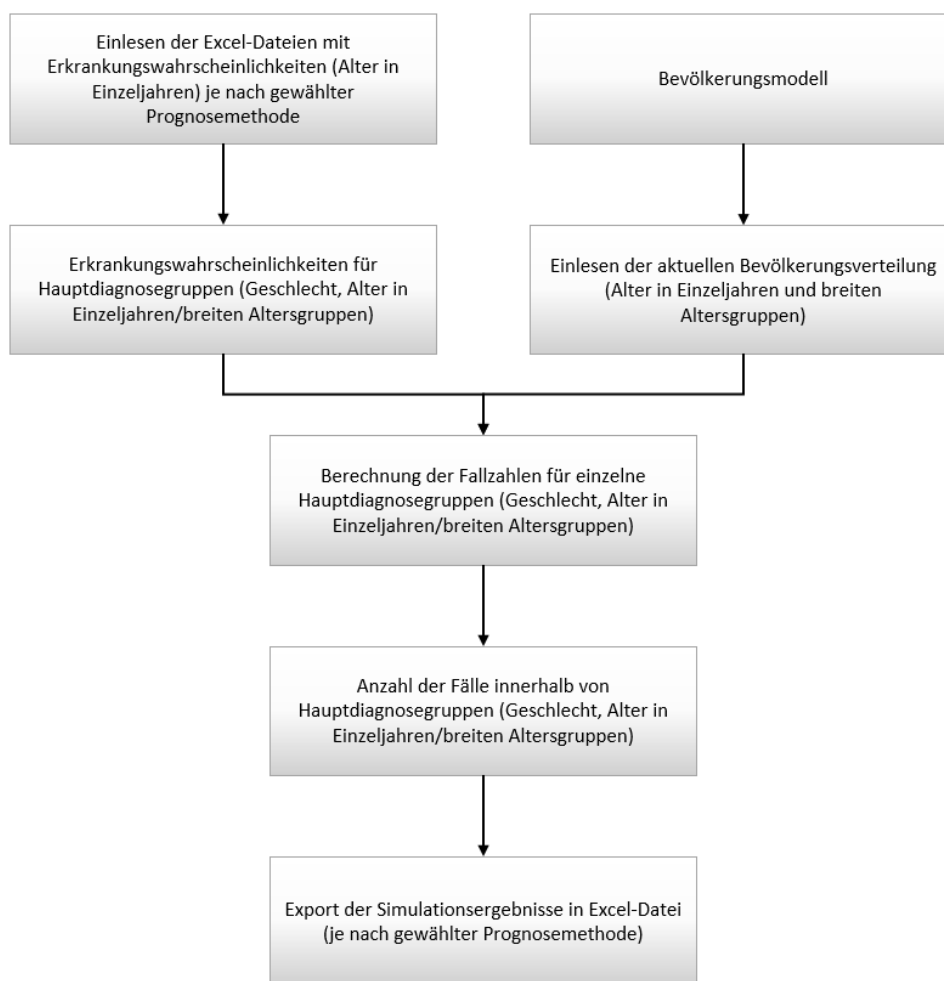 Einlesen der Excel-Dateien mit
Erkrankungswahrscheinlichkeiten (Alter in
Einzeljahren) je nach gewählter
Prognosemethode
Bevölkerungsmodell
Erkrankungswahrscheinlichkeiten für
Hauptdiagnosegruppen (Geschlecht, Alter in
Einzeljahren/breiten Altersgruppen)
Einlesen der aktuellen Bevölkerungsverteilung
(Alter in Einzeljahren und breiten
Altersgruppen)
Berechnung der Fallzahlen für einzelne
Hauptdiagnosegruppen (Geschlecht, Alter in
Einzeljahren/breiten Altersgruppen)
Anzahl der Fälle innerhalb von
Hauptdiagnosegruppen (Geschlecht, Alter in
Einzeljahren/breiten Altersgruppen)
Export der Simulationsergebnisse in Excel-Datei
(je nach gewählter Prognosemethode)